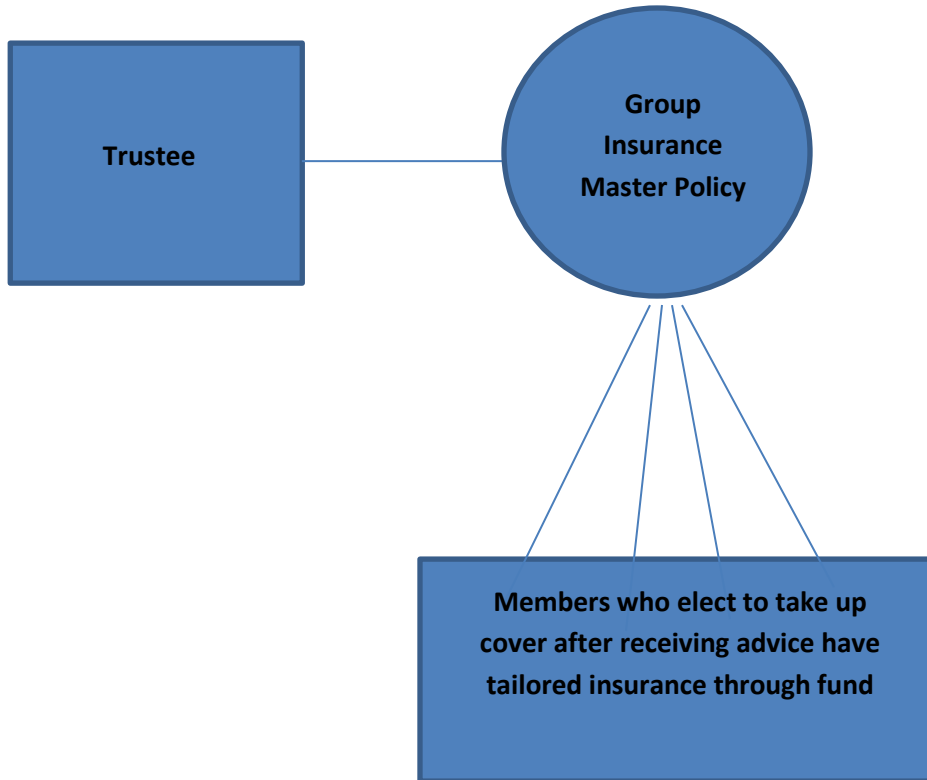 Trustee
Group
Insurance
Master Policy
Members who elect to take up
cover after receiving advice have
tailored insurance through fund